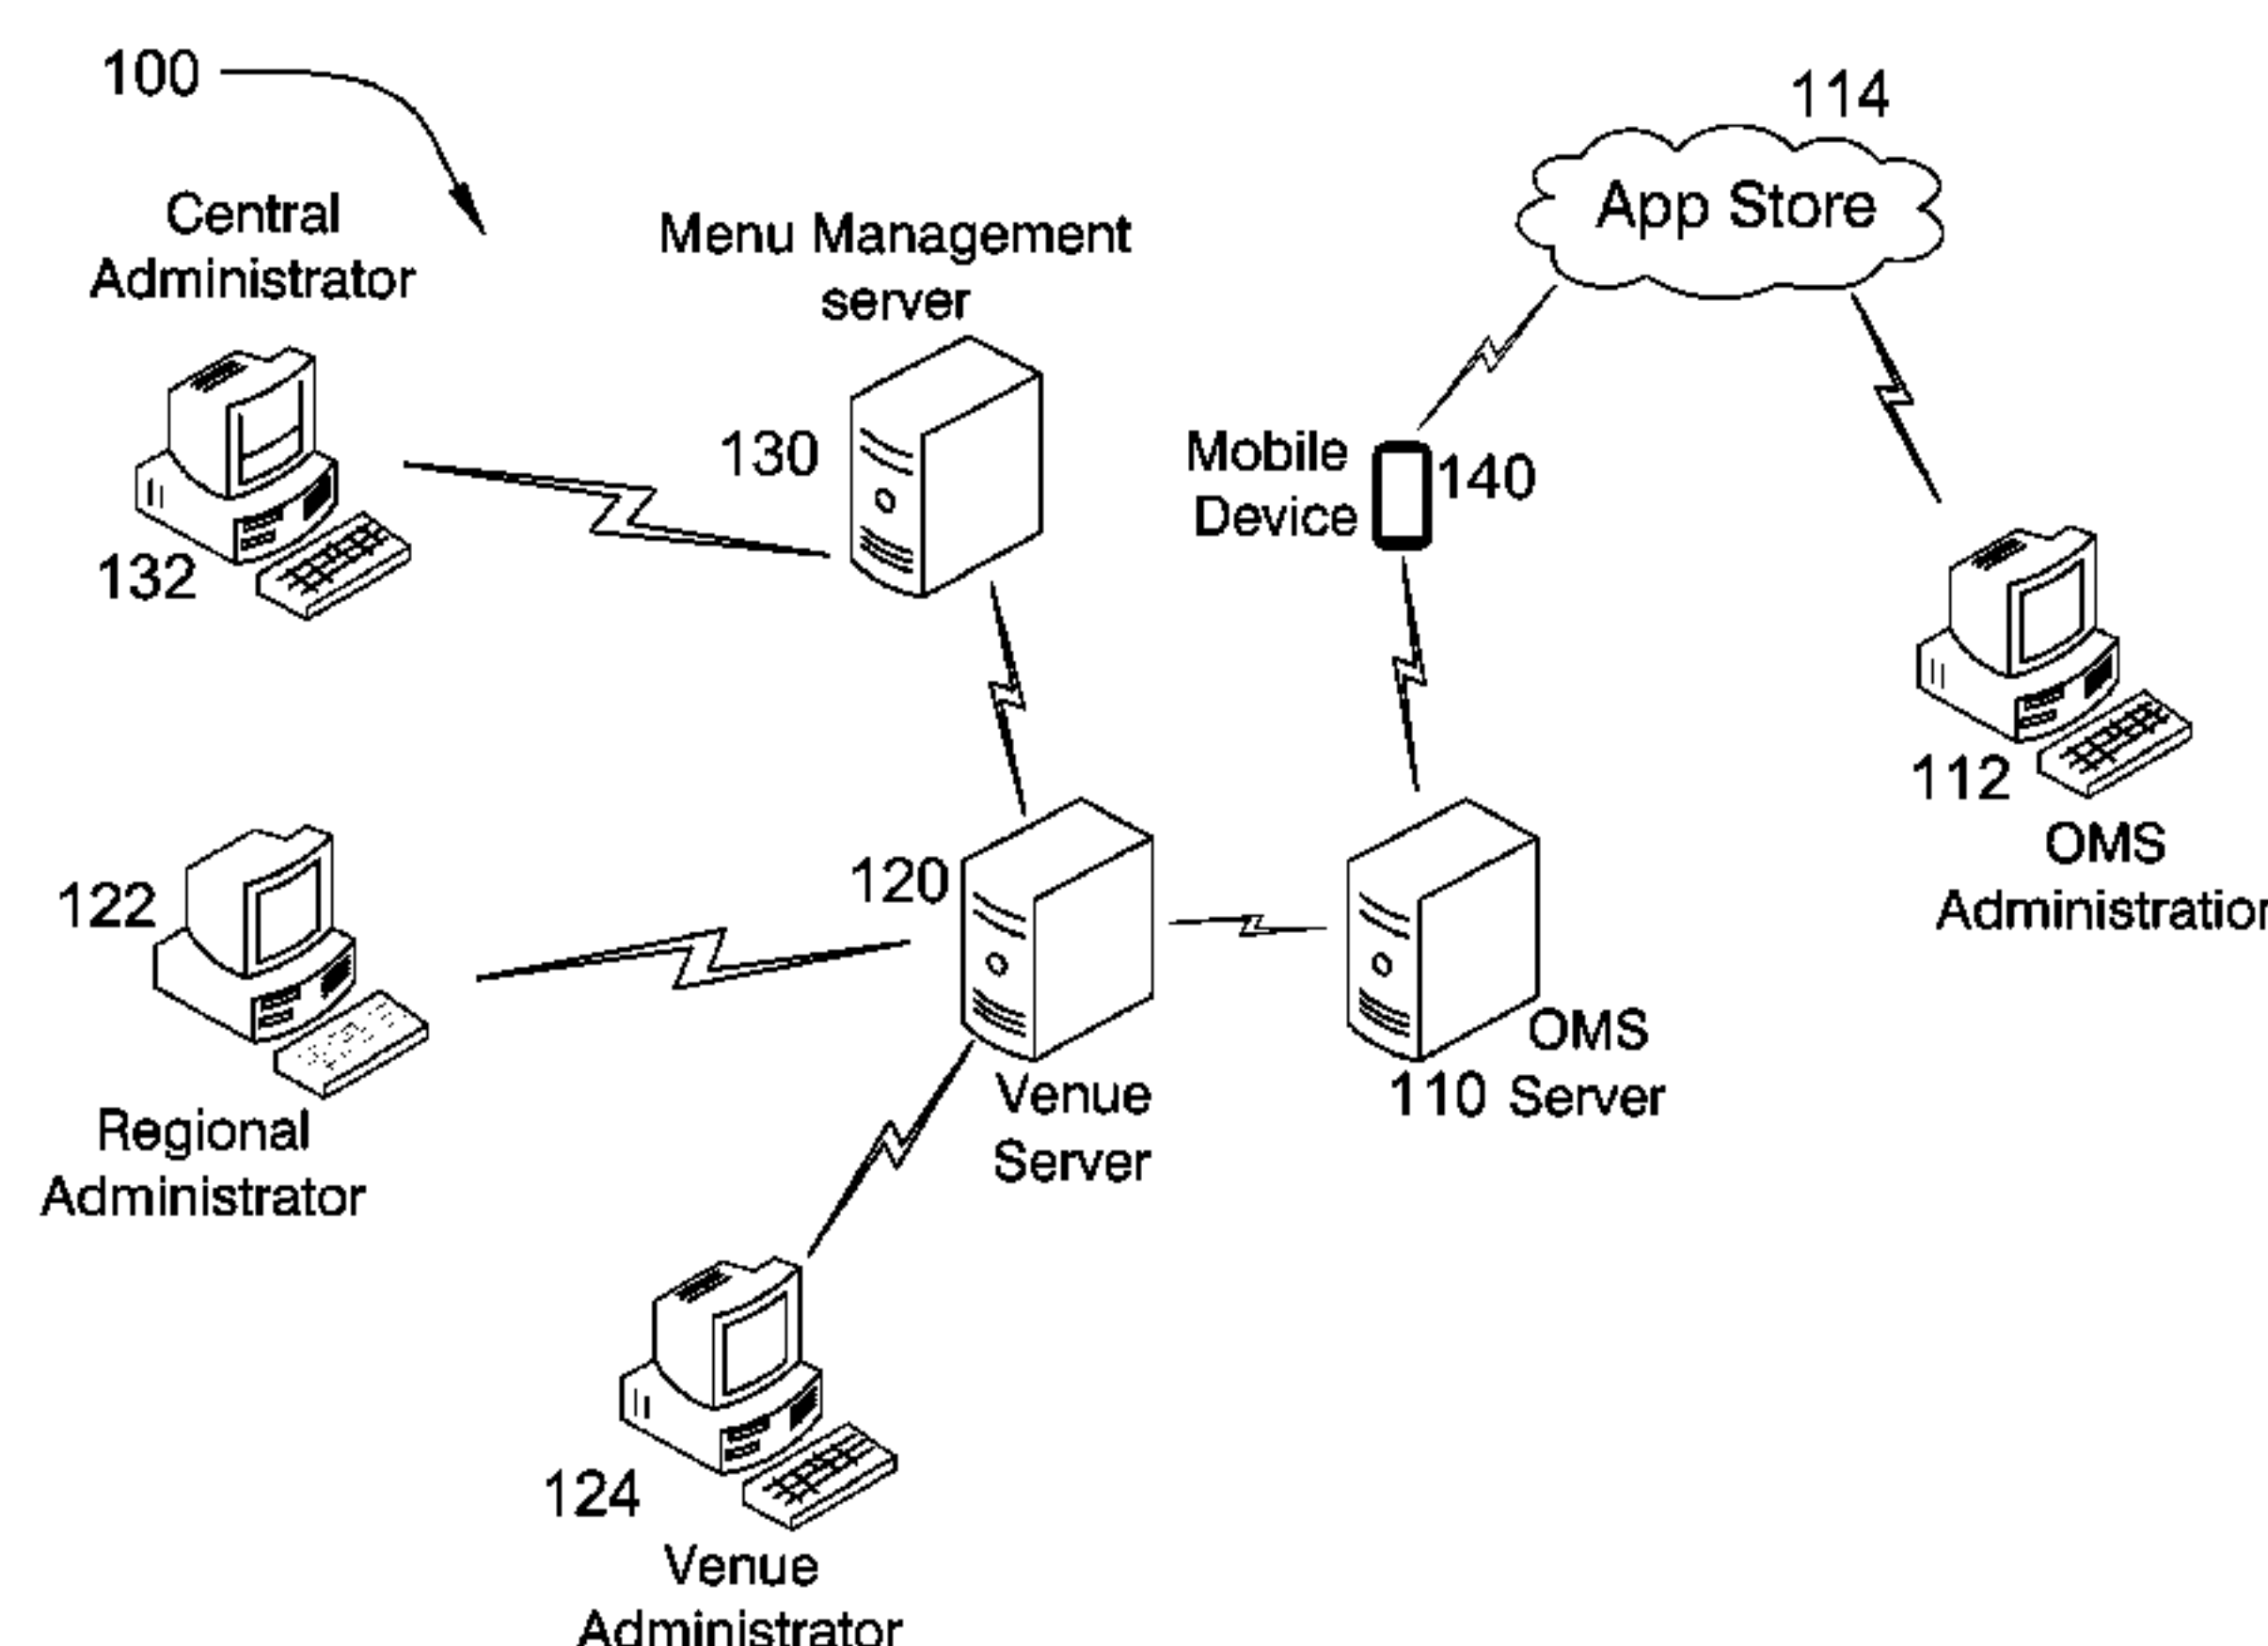 100
114
App Store
Central
Administrator
Menu Management
server
130
Mobile
Device
140
132
112
OMS
Administration
122
120
Regional
Administrator
Venue
Server
OMS
110 Server
124
Venue
Administrator